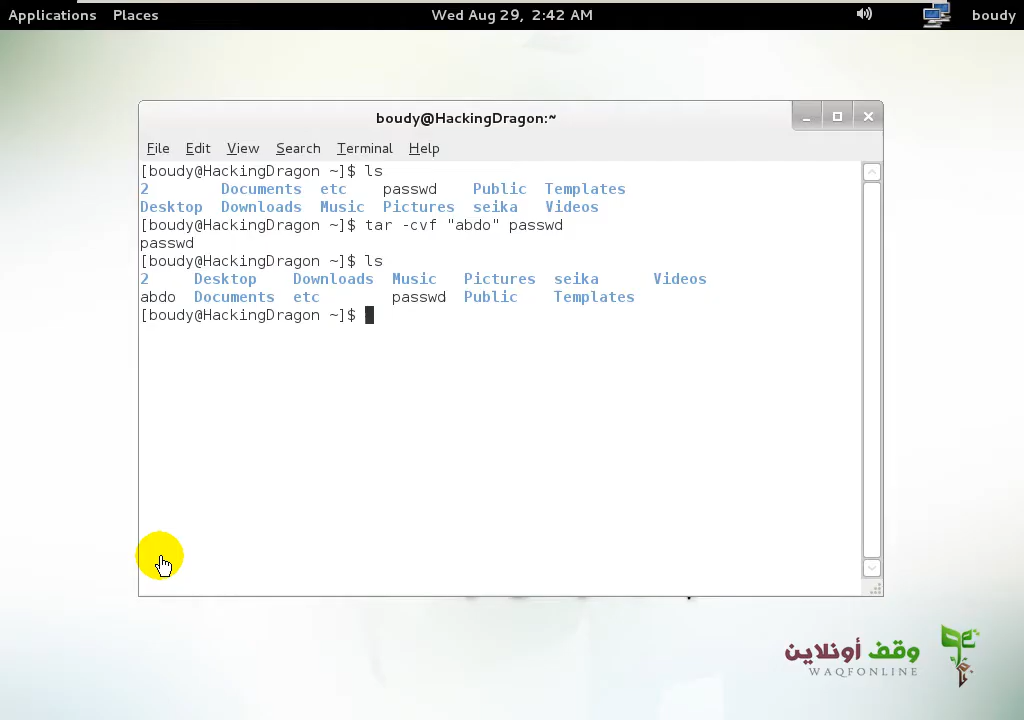 Applications Places Wed Aug 29, 2:42 AM boudy
boudy@HackingDragon:~
File Edit View Search Terminal Help
[boudy@HackingDragon ~]$ ls
2 Documents etc passwd Public Templates
Desktop Downloads Music Pictures seika Videos
[boudy@HackingDragon ~]$ tar -cvf "abdo" passwd
passwd
[boudy@HackingDragon ~]$ ls
2 Desktop Downloads Music Pictures seika Videos
abdo Documents etc passwd Public Templates
[boudy@HackingDragon ~]$
وقف أونلاين
WAQFONLINE